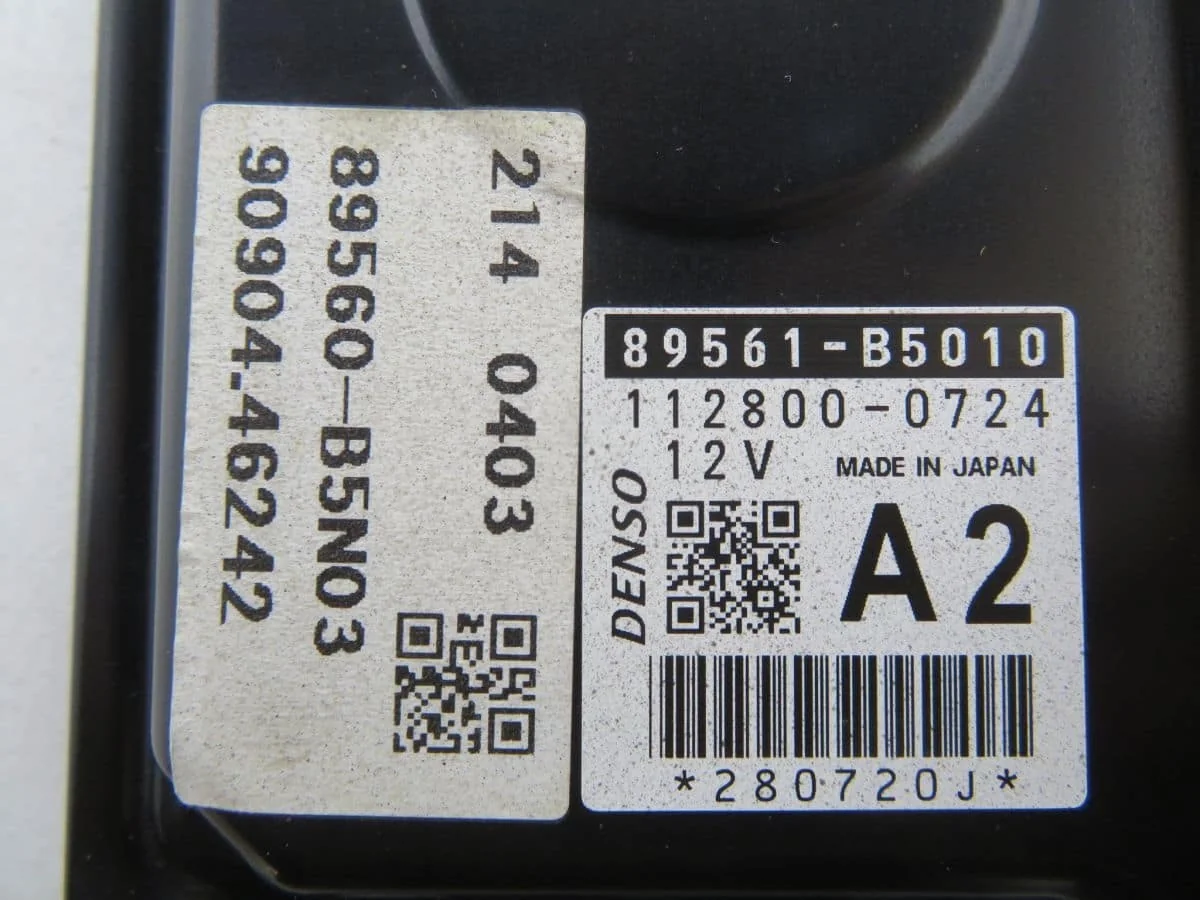 214 0403
89560-B5N03
90904.46242
89561-B5010
112800-0724
12V MADE IN JAPAN
DENSO
A2
*280720J*